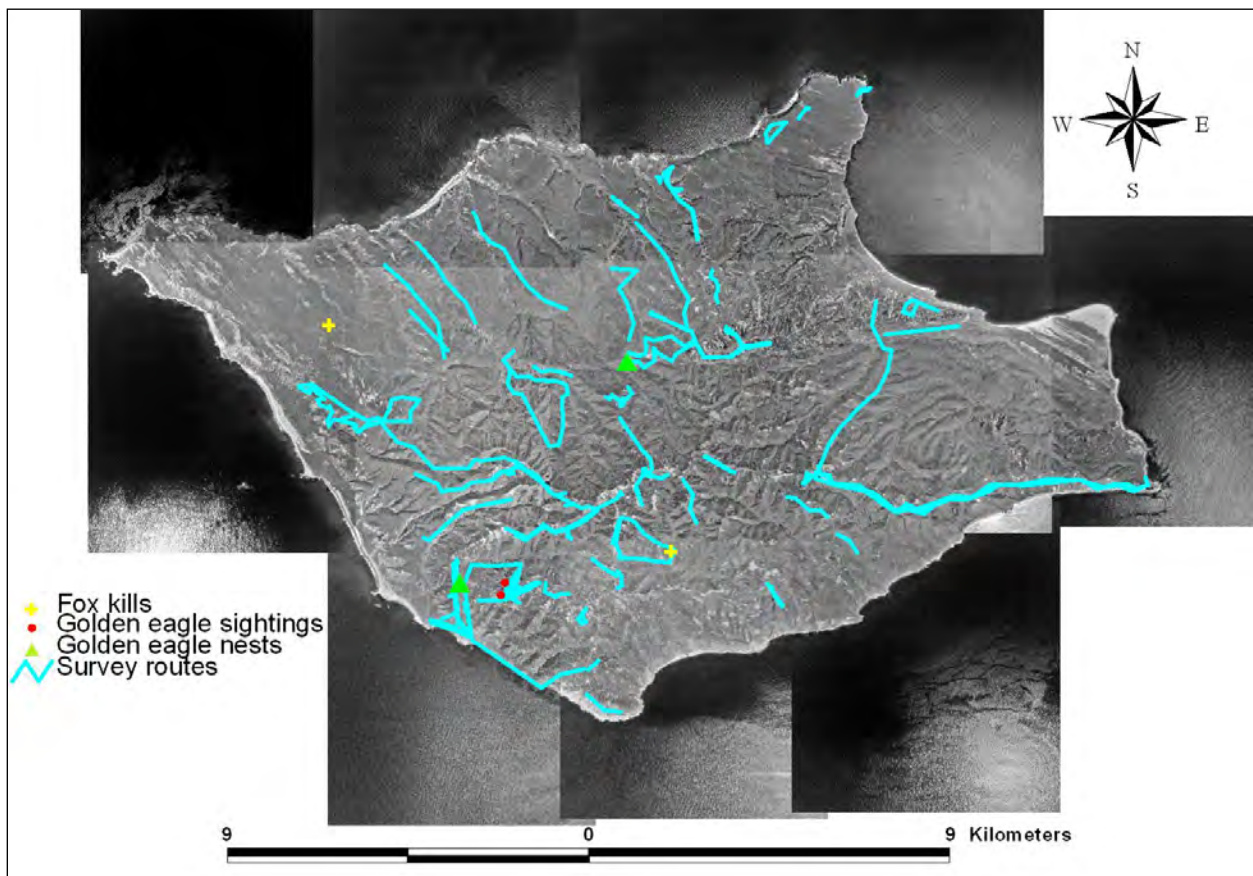 N
W E
S
Fox kills
Golden eagle sightings
Golden eagle nests
Survey routes
9 0 9 Kilometers